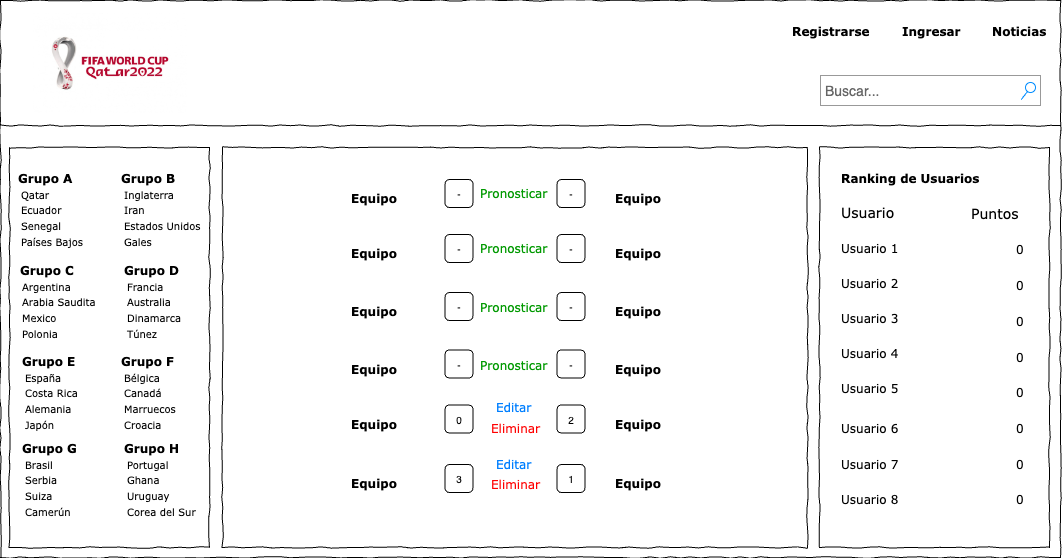 Registrarse Ingresar Noticias
FIFA WORLD CUP
Qatar2022
Buscar...
Grupo A
Qatar
Ecuador
Senegal
Países Bajos
Grupo B
Inglaterra
Iran
Estados Unidos
Gales
Grupo C
Argentina
Arabia Saudita
Mexico
Polonia
Grupo D
Francia
Australia
Dinamarca
Túnez
Grupo E
España
Costa Rica
Alemania
Japón
Grupo F
Bélgica
Canadá
Marruecos
Croacia
Grupo G
Brasil
Serbia
Suiza
Camerún
Grupo H
Portugal
Ghana
Uruguay
Corea del Sur
Equipo - Pronosticar - Equipo
Equipo - Pronosticar - Equipo
Equipo - Pronosticar - Equipo
Equipo - Pronosticar - Equipo
Editar
Equipo 0 2 Equipo
Eliminar
Editar
Equipo 3 1 Equipo
Eliminar
Ranking de Usuarios
Usuario Puntos
Usuario 1 0
Usuario 2 0
Usuario 3 0
Usuario 4 0
Usuario 5 0
Usuario 6 0
Usuario 7 0
Usuario 8 0